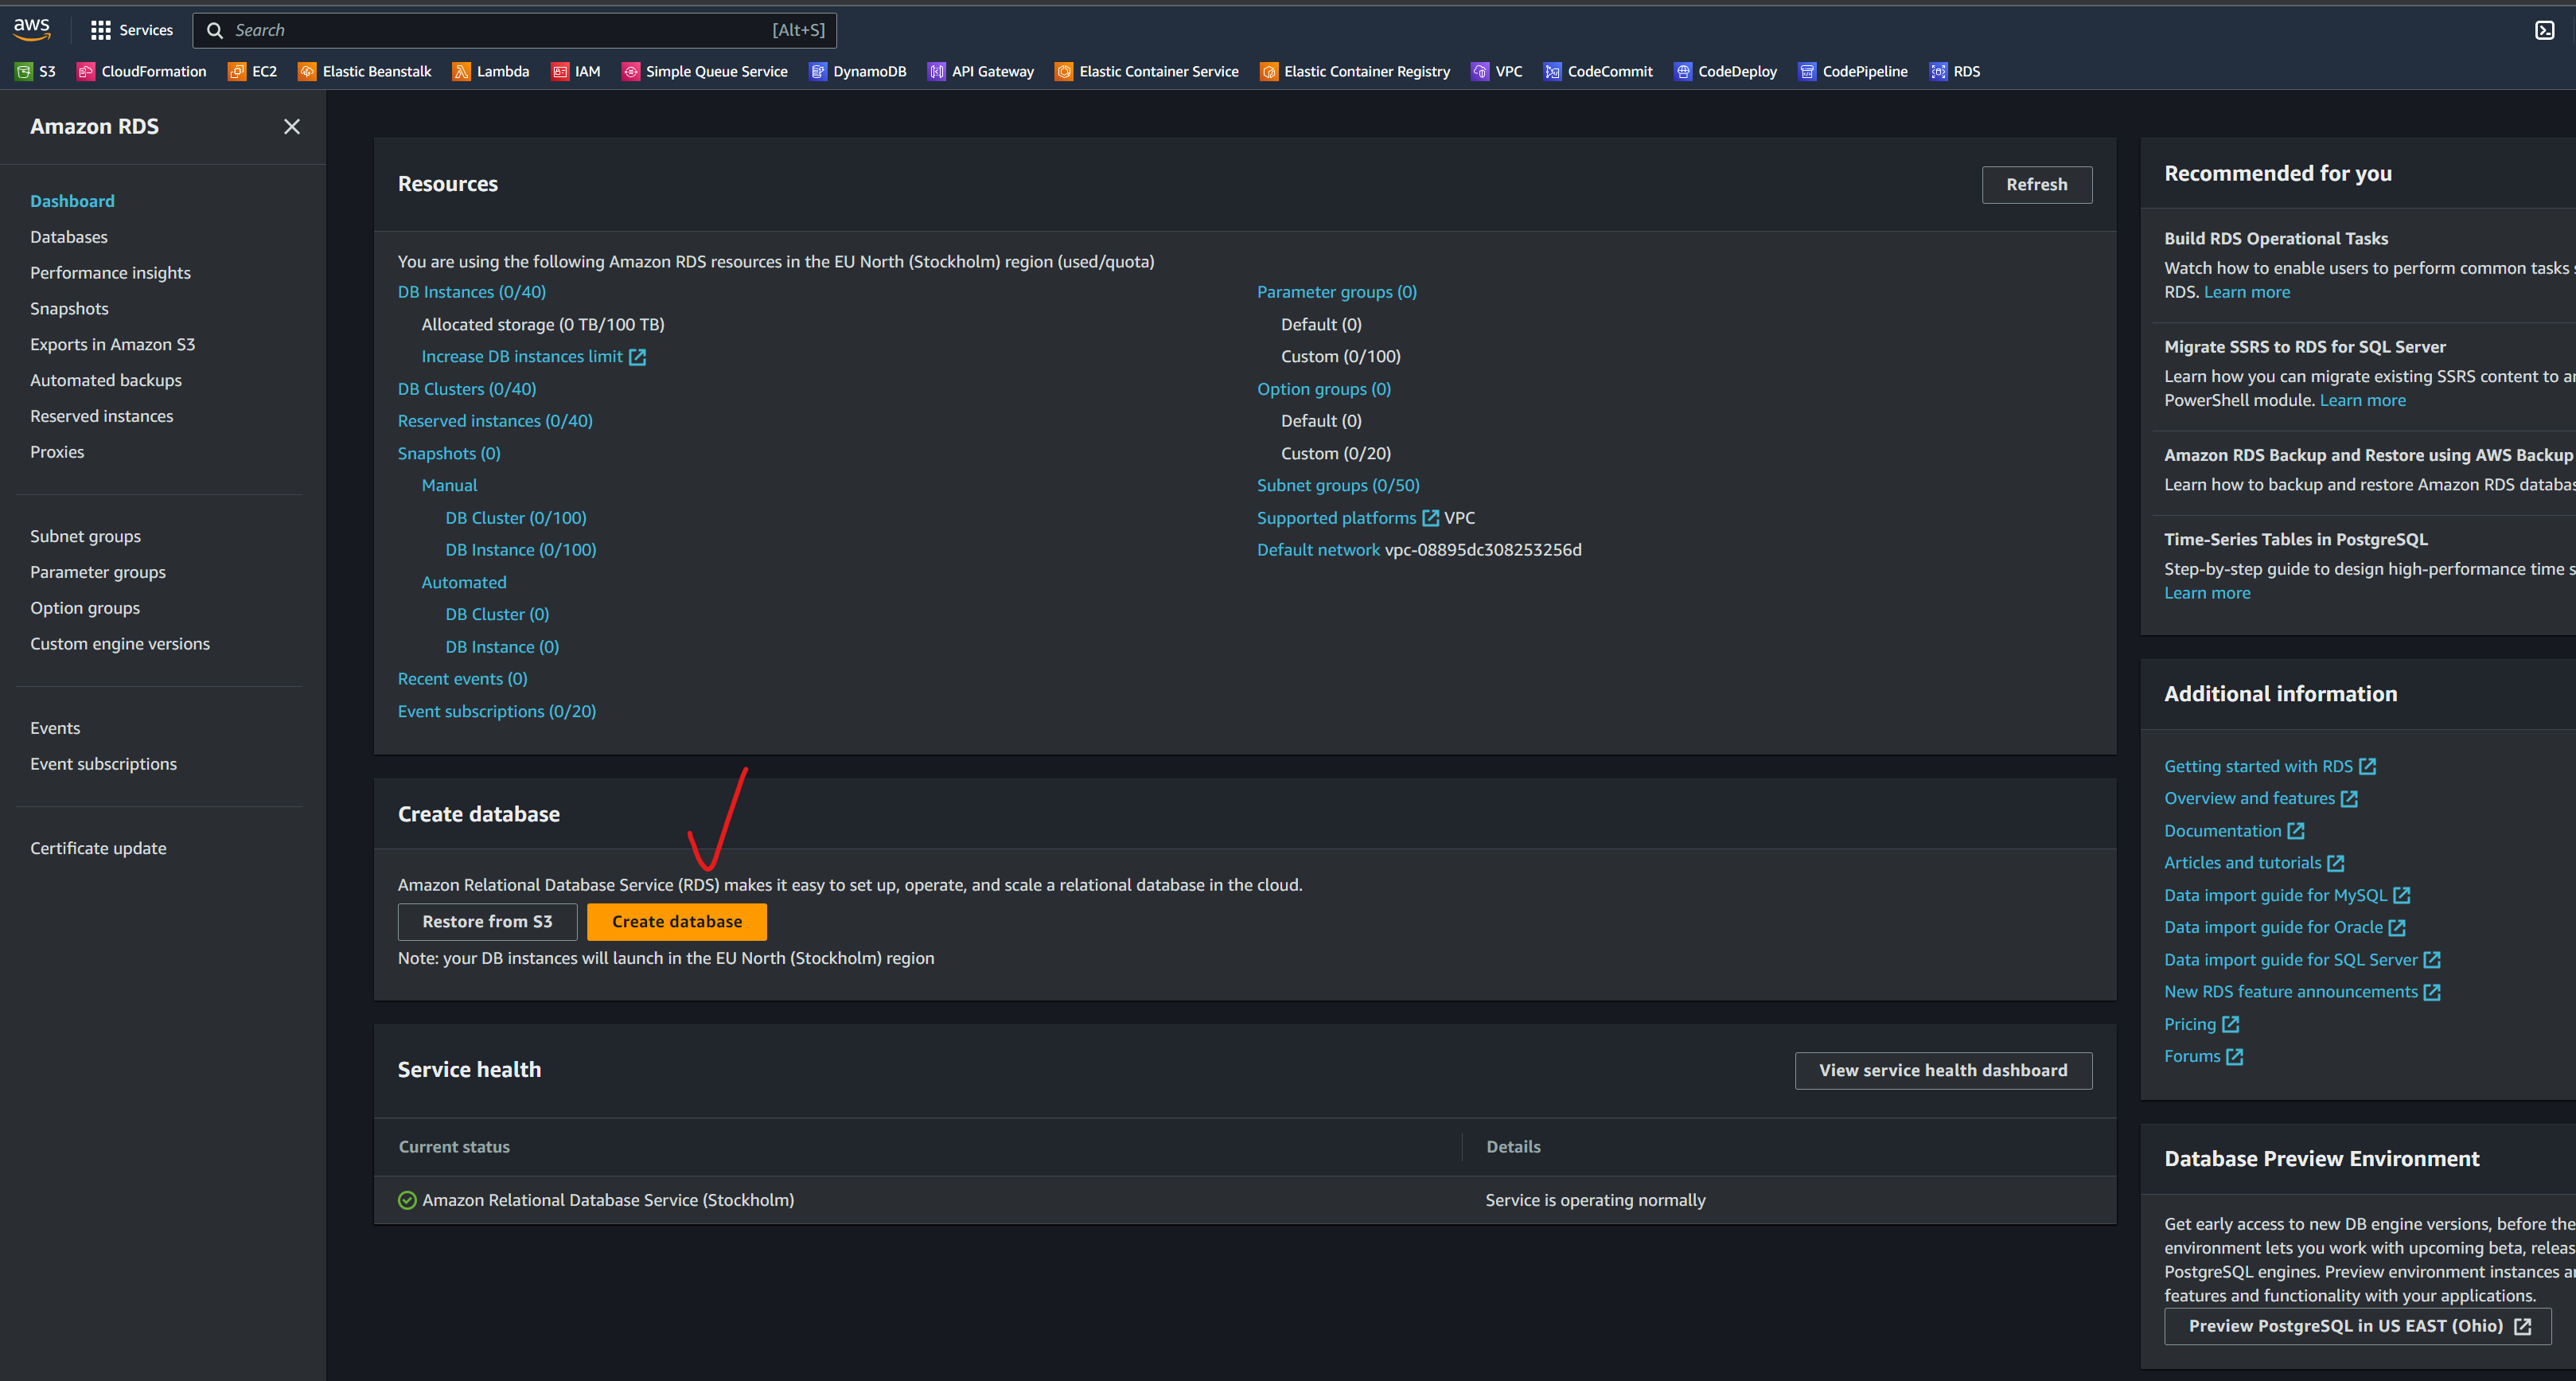 aws
Services
Search
[Alt+S]
S3
CloudFormation
EC2
Elastic Beanstalk
Lambda
IAM
Simple Queue Service
DynamoDB
API Gateway
Elastic Container Service
Elastic Container Registry
VPC
CodeCommit
CodeDeploy
CodePipeline
RDS
Amazon RDS
Dashboard
Databases
Performance insights
Snapshots
Exports in Amazon S3
Automated backups
Reserved instances
Proxies
Subnet groups
Parameter groups
Option groups
Custom engine versions
Events
Event subscriptions
Certificate update
Resources
Refresh
You are using the following Amazon RDS resources in the EU North (Stockholm) region (used/quota)
DB Instances (0/40)
Allocated storage (0 TB/100 TB)
Increase DB instances limit
DB Clusters (0/40)
Reserved instances (0/40)
Snapshots (0)
Manual
DB Cluster (0/100)
DB Instance (0/100)
Automated
DB Cluster (0)
DB Instance (0)
Recent events (0)
Event subscriptions (0/20)
Parameter groups (0)
Default (0)
Custom (0/100)
Option groups (0)
Default (0)
Custom (0/20)
Subnet groups (0/50)
Supported platforms VPC
Default network vpc-08895dc308253256d
Create database
Amazon Relational Database Service (RDS) makes it easy to set up, operate, and scale a relational database in the cloud.
Restore from S3
Create database
Note: your DB instances will launch in the EU North (Stockholm) region
Service health
View service health dashboard
Current status
Details
Amazon Relational Database Service (Stockholm)
Service is operating normally
Recommended for you
Build RDS Operational Tasks
Watch how to enable users to perform common tasks
RDS. Learn more
Migrate SSRS to RDS for SQL Server
Learn how you can migrate existing SSRS content to
PowerShell module. Learn more
Amazon RDS Backup and Restore using AWS Backup
Learn how to backup and restore Amazon RDS
Time-Series Tables in PostgreSQL
Step-by-step guide to design high-performance time
Learn more
Additional information
Getting started with RDS
Overview and features
Documentation
Articles and tutorials
Data import guide for MySQL
Data import guide for Oracle
Data import guide for SQL Server
New RDS feature announcements
Pricing
Forums
Database Preview Environment
Get early access to new DB engine versions, before the
environment lets you work with upcoming beta,
PostgreSQL engines. Preview environment instances
features and functionality with your applications.
Preview PostgreSQL in US EAST (Ohio)